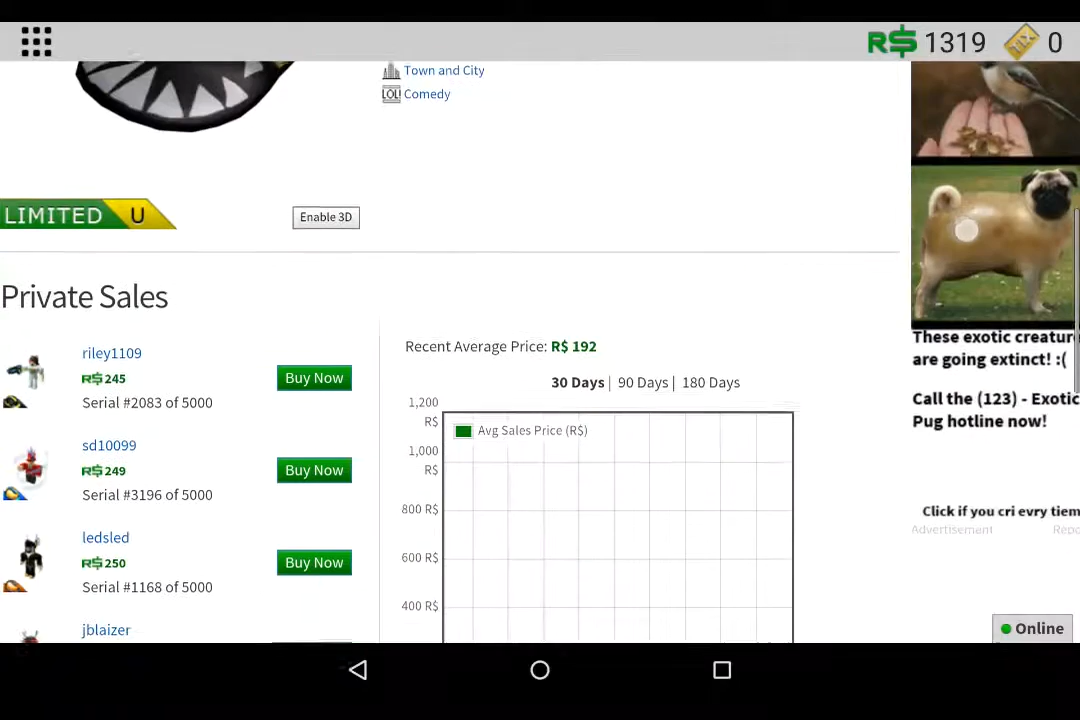 R$ 1319 TIX 0
Town and City
LOL! Comedy
LIMITED U
Enable 3D
Private Sales
riley1109
R$ 245
Serial #2083 of 5000
Buy Now
sd10099
R$ 249
Serial #3196 of 5000
Buy Now
ledsled
R$ 250
Serial #1168 of 5000
Buy Now
jblaizer
Recent Average Price: R$ 192
30 Days | 90 Days | 180 Days
1,200
R$
Avg Sales Price (R$)
1,000
R$
800 R$
600 R$
400 R$
These exotic creatur
are going extinct! :(
Call the (123) - Exotic
Pug hotline now!
Click if you cri evry tiem
Advertisement Repo
Online